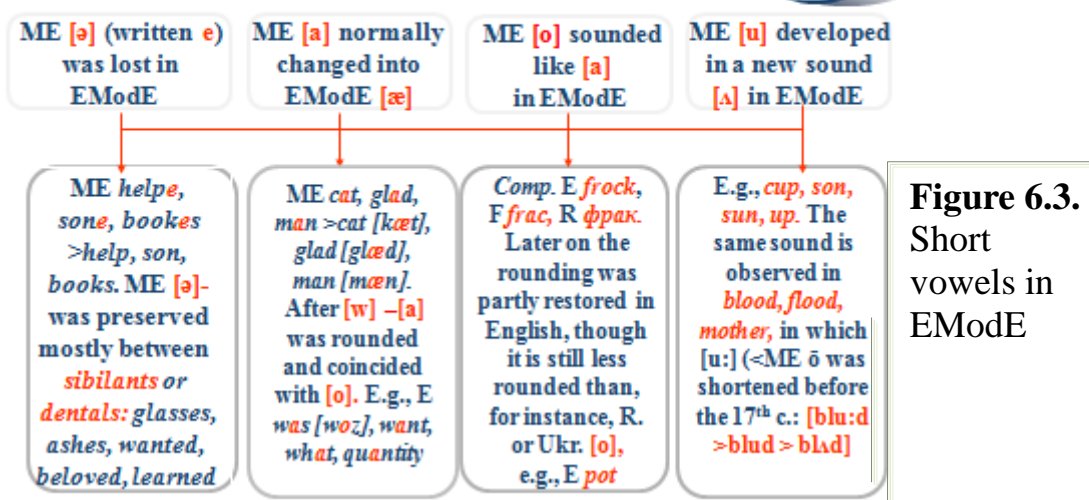 ME [ə] (written e)
was lost in
EModE
ME [a] normally
changed into
EModE [æ]
ME [o] sounded
like [a]
in EModE
ME [u] developed
in a new sound
[ʌ] in EModE
ME helpe,
sone, bookes
>help, son,
books. ME [ə]-
was preserved
mostly between
sibilants or
dentals: glasses,
ashes, wanted,
beloved, learned
ME cat, glad,
man >cat [kæt],
glad [glæd],
man [mæn].
After [w] –[a]
was rounded
and coincided
with [o]. E.g., E
was [woz], want,
what, quantity
Comp. E frock,
F frac, R фрак.
Later on the
rounding was
partly restored in
English, though
it is still less
rounded than,
for instance, R.
or Ukr. [o],
e.g., E pot
E.g., cup, son,
sun, up. The
same sound is
observed in
blood, flood,
mother, in which
[u:] (<ME ō was
shortened before
the 17th c.: [blu:d
>blud > blʌd]
Figure 6.3.
Short
vowels in
EModE